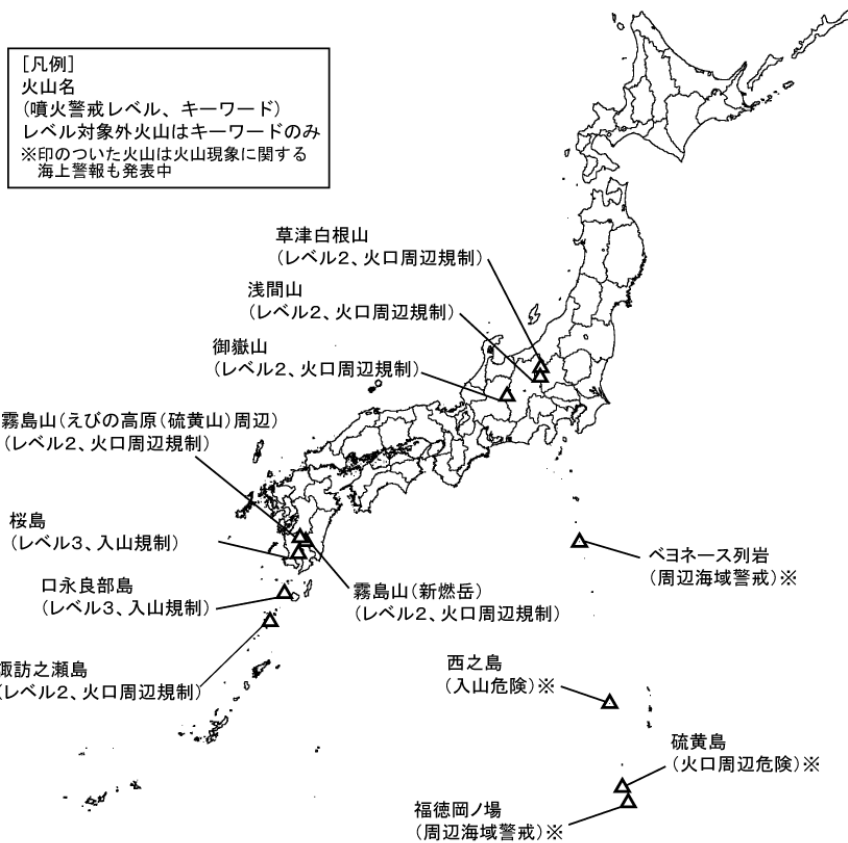 [凡例]
火山名
(噴火警戒レベル、キーワード)
レベル対象外火山はキーワードのみ
※印のついた火山は火山現象に関する
海上警報も発表中
草津白根山
(レベル2、火口周辺規制)
浅間山
(レベル2、火口周辺規制)
御嶽山
(レベル2、火口周辺規制)
霧島山(えびの高原(硫黄山)周辺)
(レベル2、火口周辺規制)
桜島
(レベル3、入山規制)
口永良部島
(レベル3、入山規制)
諏訪之瀬島
(レベル2、火口周辺規制)
霧島山(新燃岳)
(レベル2、火口周辺規制)
ベヨネース列岩
(周辺海域警戒)※
西之島
(入山危険)※
硫黄島
(火口周辺危険)※
福徳岡ノ場
(周辺海域警戒)※